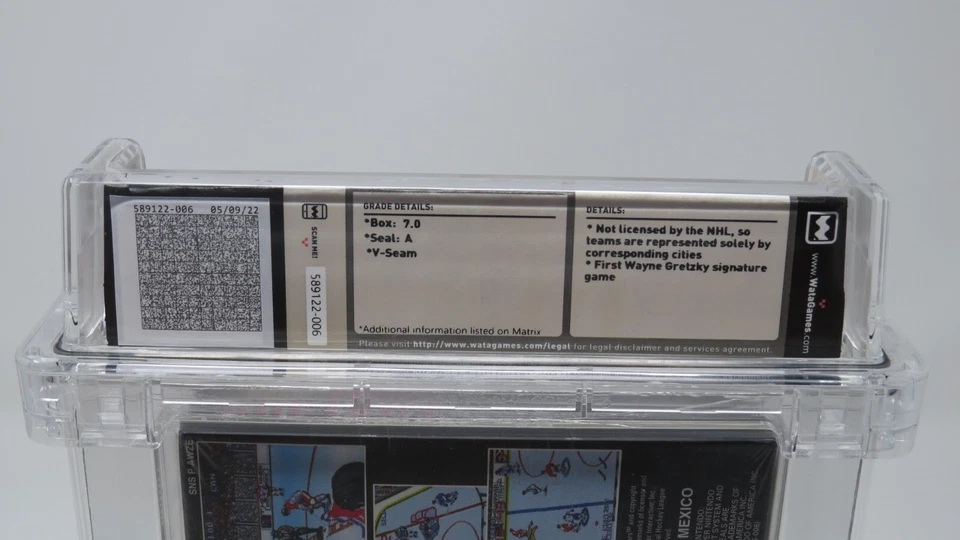 589122-006 05/09/22
SCAN ME!
589122-006
GRADE DETAILS:
*Box: 7.0
*Seal: A
*V-Seam
*Additional information listed on Matrix
DETAILS:
* Not licensed by the NHL, so
teams are represented solely by
corresponding cities
* First Wayne Gretzky signature
game
Please visit http://www.watagames.com/legal for legal disclaimer and services agreement.
W
www.WataGames.com
MEXICO